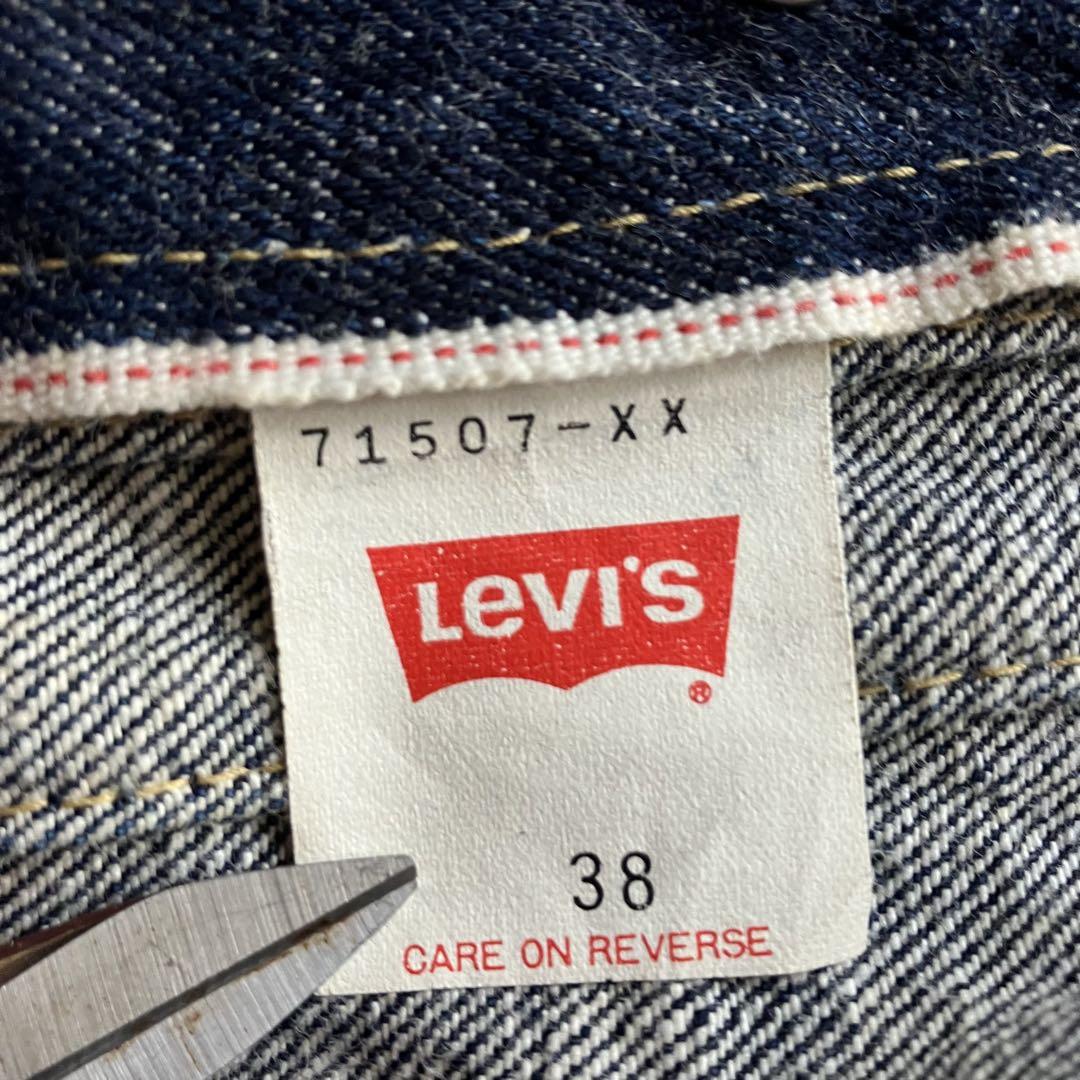 71507-XX
LEVI'S
®
38
CARE ON REVERSE